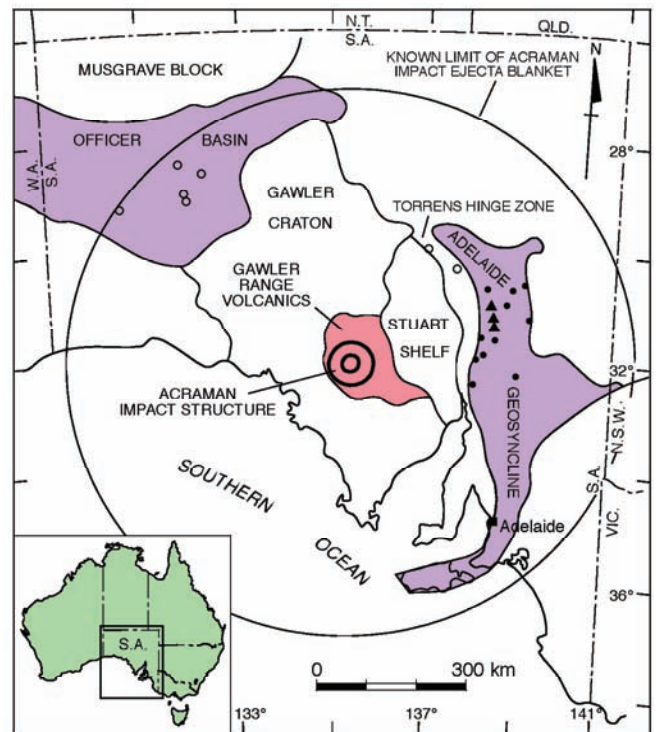 N.T.
S.A.
QLD.
MUSGRAVE BLOCK
KNOWN LIMIT OF ACRAMAN
IMPACT EJECTA BLANKET
N
OFFICER BASIN
W.A.
S.A.
28°
GAWLER
CRATON
TORRENS HINGE ZONE
ADELAIDE
GEOSYNCLINE
GAWLER
RANGE
VOLCANICS
STUART
SHELF
32°
ACRAMAN
IMPACT STRUCTURE
N.S.W.
S.A.
VIC.
SOUTHERN
OCEAN
Adelaide
36°
S.A.
0 300 km
133° 137° 141°